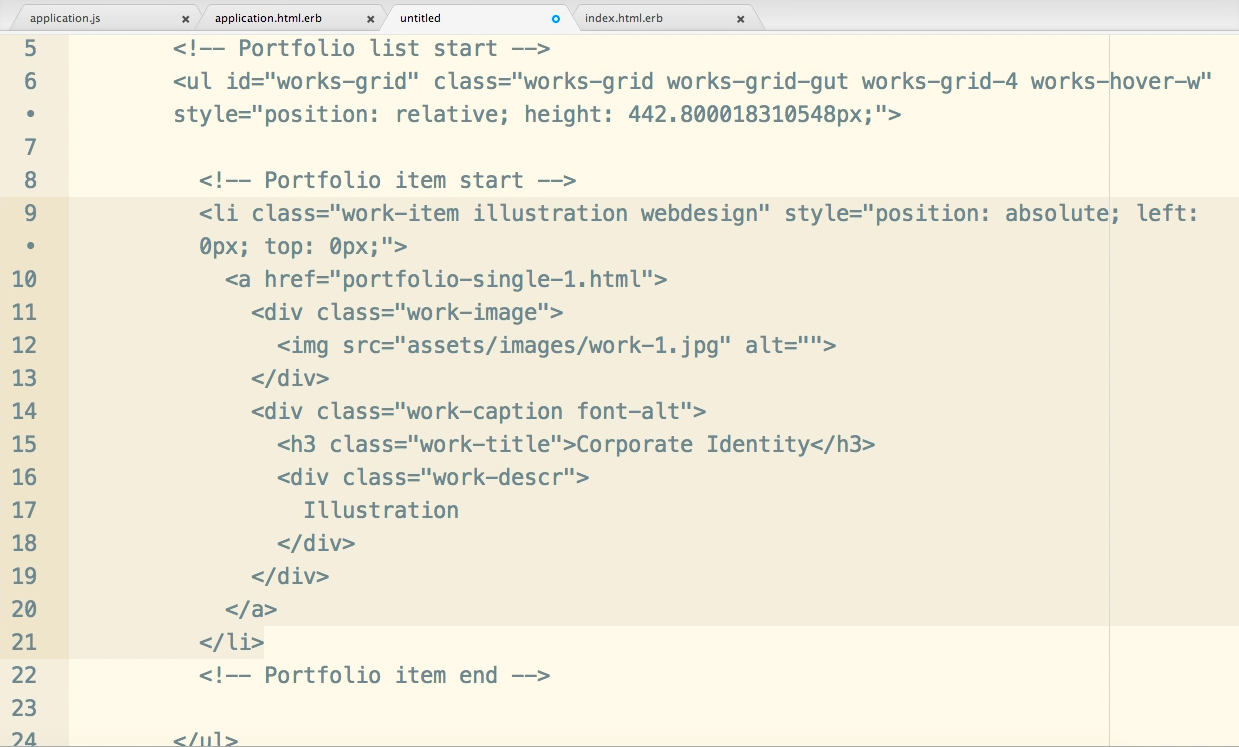 application.js × application.html.erb × untitled index.html.erb ×
5 <!-- Portfolio list start -->
6 <ul id="works-grid" class="works-grid works-grid-gut works-grid-4 works-hover-w"
• style="position: relative; height: 442.800018310548px;">
7
8 <!-- Portfolio item start -->
9 <li class="work-item illustration webdesign" style="position: absolute; left:
• 0px; top: 0px;">
10 <a href="portfolio-single-1.html">
11 <div class="work-image">
12 <img src="assets/images/work-1.jpg" alt="">
13 </div>
14 <div class="work-caption font-alt">
15 <h3 class="work-title">Corporate Identity</h3>
16 <div class="work-descr">
17 Illustration
18 </div>
19 </div>
20 </a>
21 </li>
22 <!-- Portfolio item end -->
23
24 </ul>